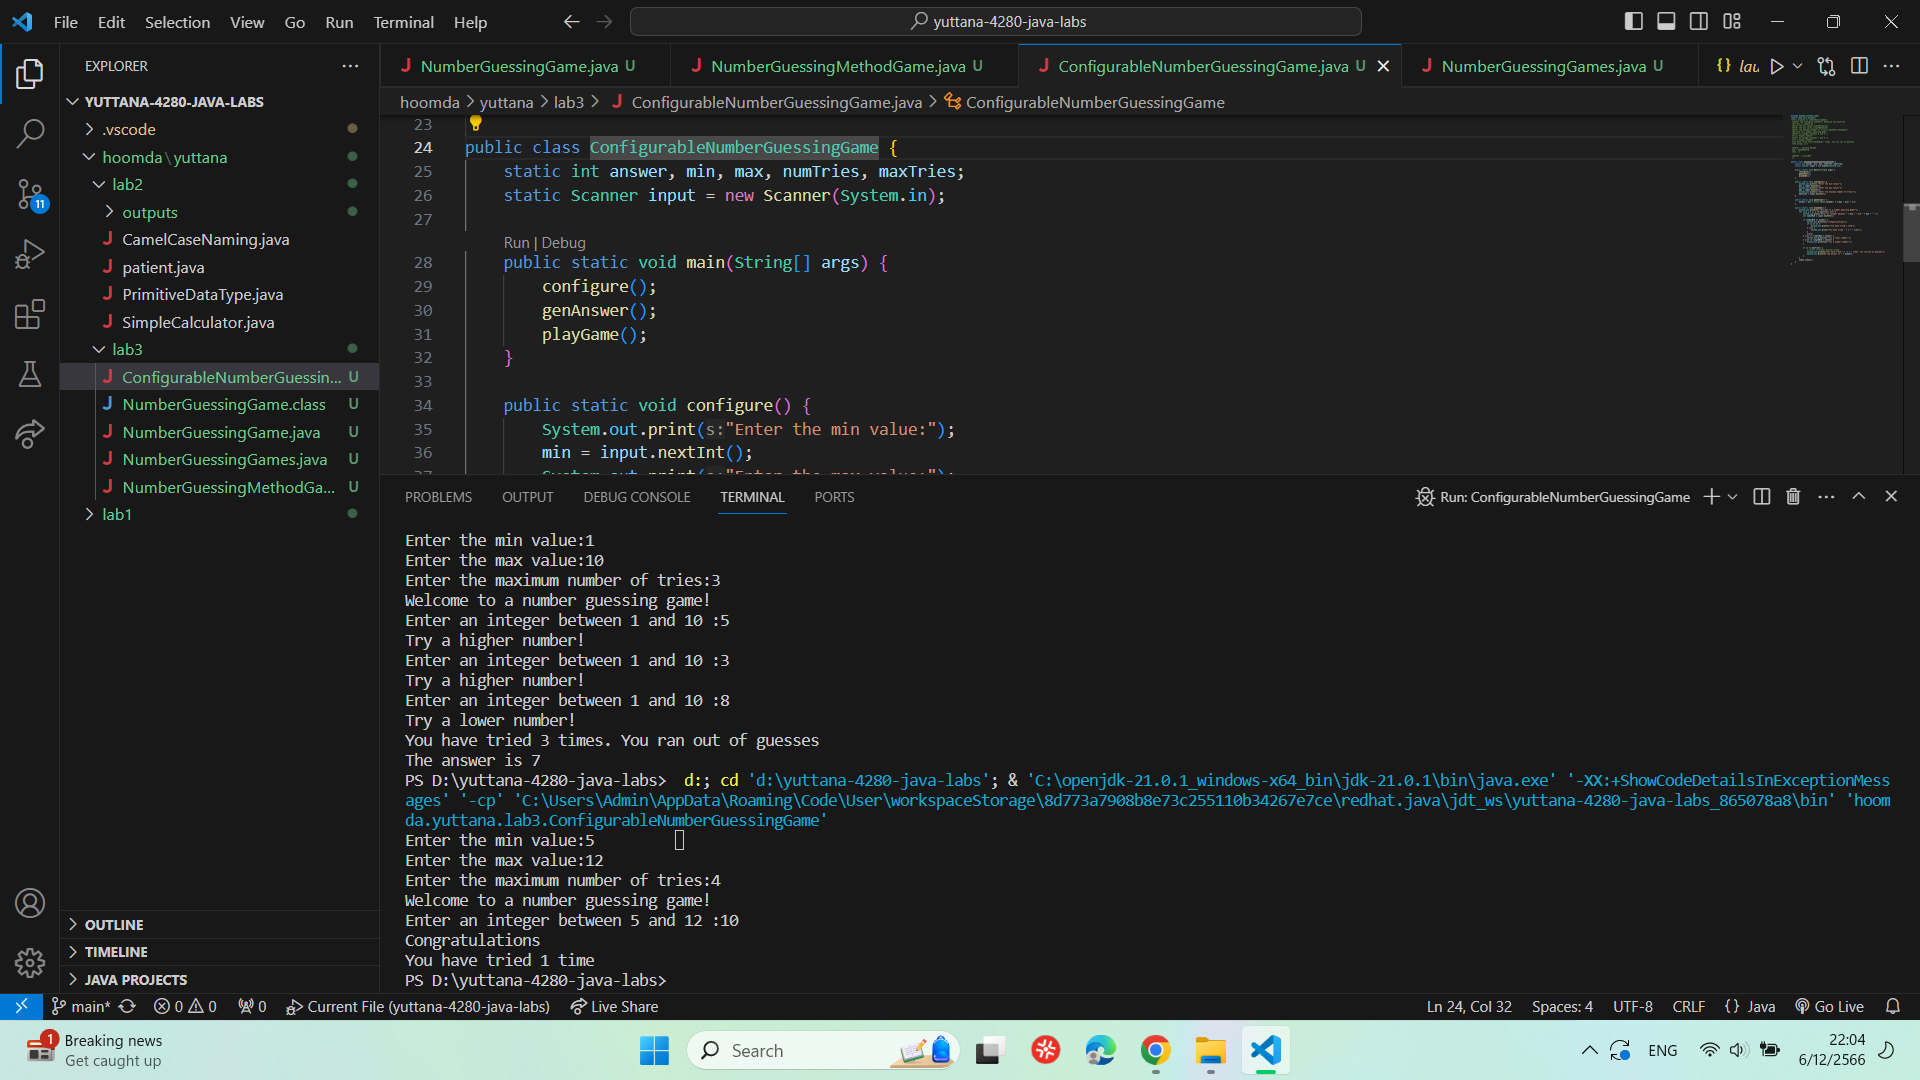 File Edit Selection View Go Run Terminal Help
yuttana-4280-java-labs
EXPLORER
YUTTANA-4280-JAVA-LABS
.vscode
hoomda\yuttana
lab2
outputs
CamelCaseNaming.java
patient.java
PrimitiveDataType.java
SimpleCalculator.java
lab3
ConfigurableNumberGuessin... U
NumberGuessingGame.class U
NumberGuessingGame.java U
NumberGuessingGames.java U
NumberGuessingMethodGa... U
lab1
OUTLINE
TIMELINE
JAVA PROJECTS
11
NumberGuessingGame.java U
NumberGuessingMethodGame.java U
ConfigurableNumberGuessingGame.java U
NumberGuessingGames.java U
{} lau
hoomda > yuttana > lab3 > ConfigurableNumberGuessingGame.java > ConfigurableNumberGuessingGame
23
24 public class ConfigurableNumberGuessingGame {
25 static int answer, min, max, numTries, maxTries;
26 static Scanner input = new Scanner(System.in);
27
Run | Debug
28 public static void main(String[] args) {
29 configure();
30 genAnswer();
31 playGame();
32 }
33
34 public static void configure() {
35 System.out.print(s:"Enter the min value:");
36 min = input.nextInt();
37 System.out.print(s:"Enter the max value:");
PROBLEMS OUTPUT DEBUG CONSOLE TERMINAL PORTS
Run: ConfigurableNumberGuessingGame
Enter the min value:1
Enter the max value:10
Enter the maximum number of tries:3
Welcome to a number guessing game!
Enter an integer between 1 and 10 :5
Try a higher number!
Enter an integer between 1 and 10 :3
Try a higher number!
Enter an integer between 1 and 10 :8
Try a lower number!
You have tried 3 times. You ran out of guesses
The answer is 7
PS D:\yuttana-4280-java-labs>  d:; cd 'd:\yuttana-4280-java-labs'; & 'C:\openjdk-21.0.1_windows-x64_bin\jdk-21.0.1\bin\java.exe' '-XX:+ShowCodeDetailsInExceptionMess
ages' '-cp' 'C:\Users\Admin\AppData\Roaming\Code\User\workspaceStorage\8d773a7908b8e73c255110b34267e7ce\redhat.java\jdt_ws\yuttana-4280-java-labs_865078a8\bin' 'hoom
da.yuttana.lab3.ConfigurableNumberGuessingGame'
Enter the min value:5
Enter the max value:12
Enter the maximum number of tries:4
Welcome to a number guessing game!
Enter an integer between 5 and 12 :10
Congratulations
You have tried 1 time
PS D:\yuttana-4280-java-labs>
main* 0 0 0 Current File (yuttana-4280-java-labs) Live Share
Ln 24, Col 32 Spaces: 4 UTF-8 CRLF {} Java Go Live
1
Breaking news
Get caught up
Search
ENG
22:04
6/12/2566